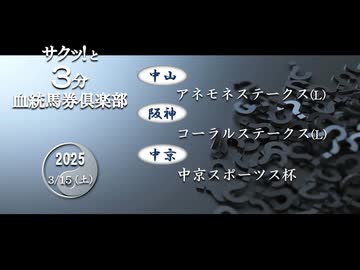 サクッ!と
3分
血統馬券倶楽部
2025
3/15(土)
中山
アネモネステークス(L)
阪神
コーラルステークス(L)
中京
中京スポーツ杯